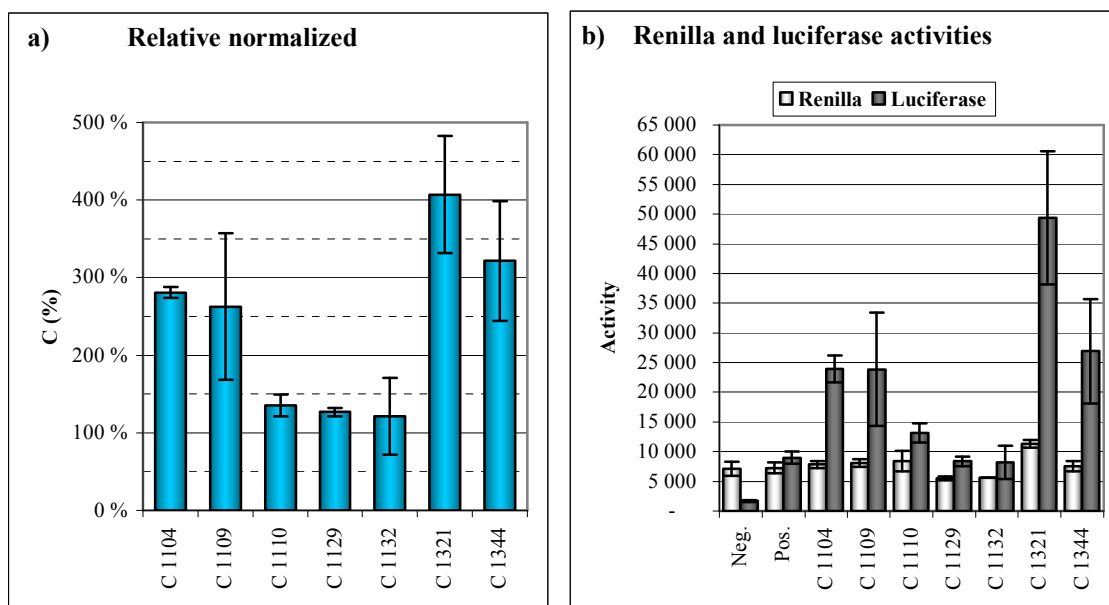 a) Relative normalized
C (%)
500 %
400 %
300 %
200 %
100 %
0 %
C 1104
C 1109
C 1110
C 1129
C 1132
C 1321
C 1344
b) Renilla and luciferase activities
Renilla Luciferase
Activity
65 000
60 000
55 000
50 000
45 000
40 000
35 000
30 000
25 000
20 000
15 000
10 000
5 000
-
Neg.
Pos.
C 1104
C 1109
C 1110
C 1129
C 1132
C 1321
C 1344